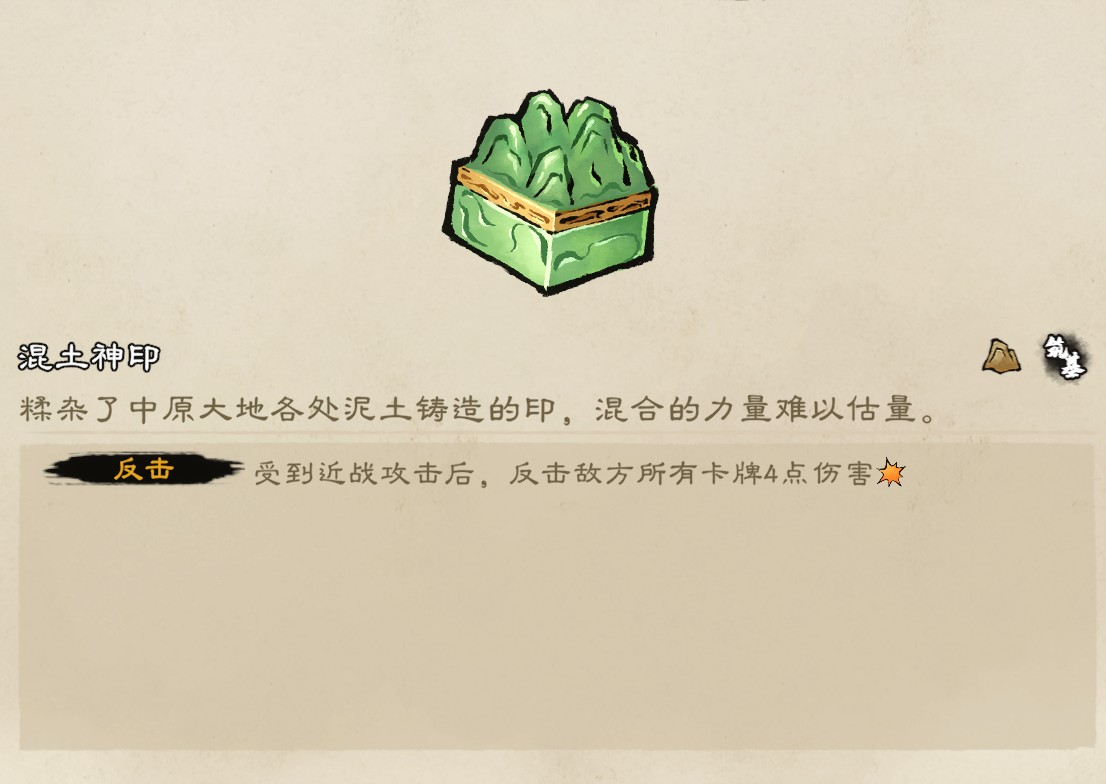 混土神印
筑基
糅杂了中原大地各处泥土铸造的印，混合的力量难以估量。
反击 受到近战攻击后，反击敌方所有卡牌4点伤害